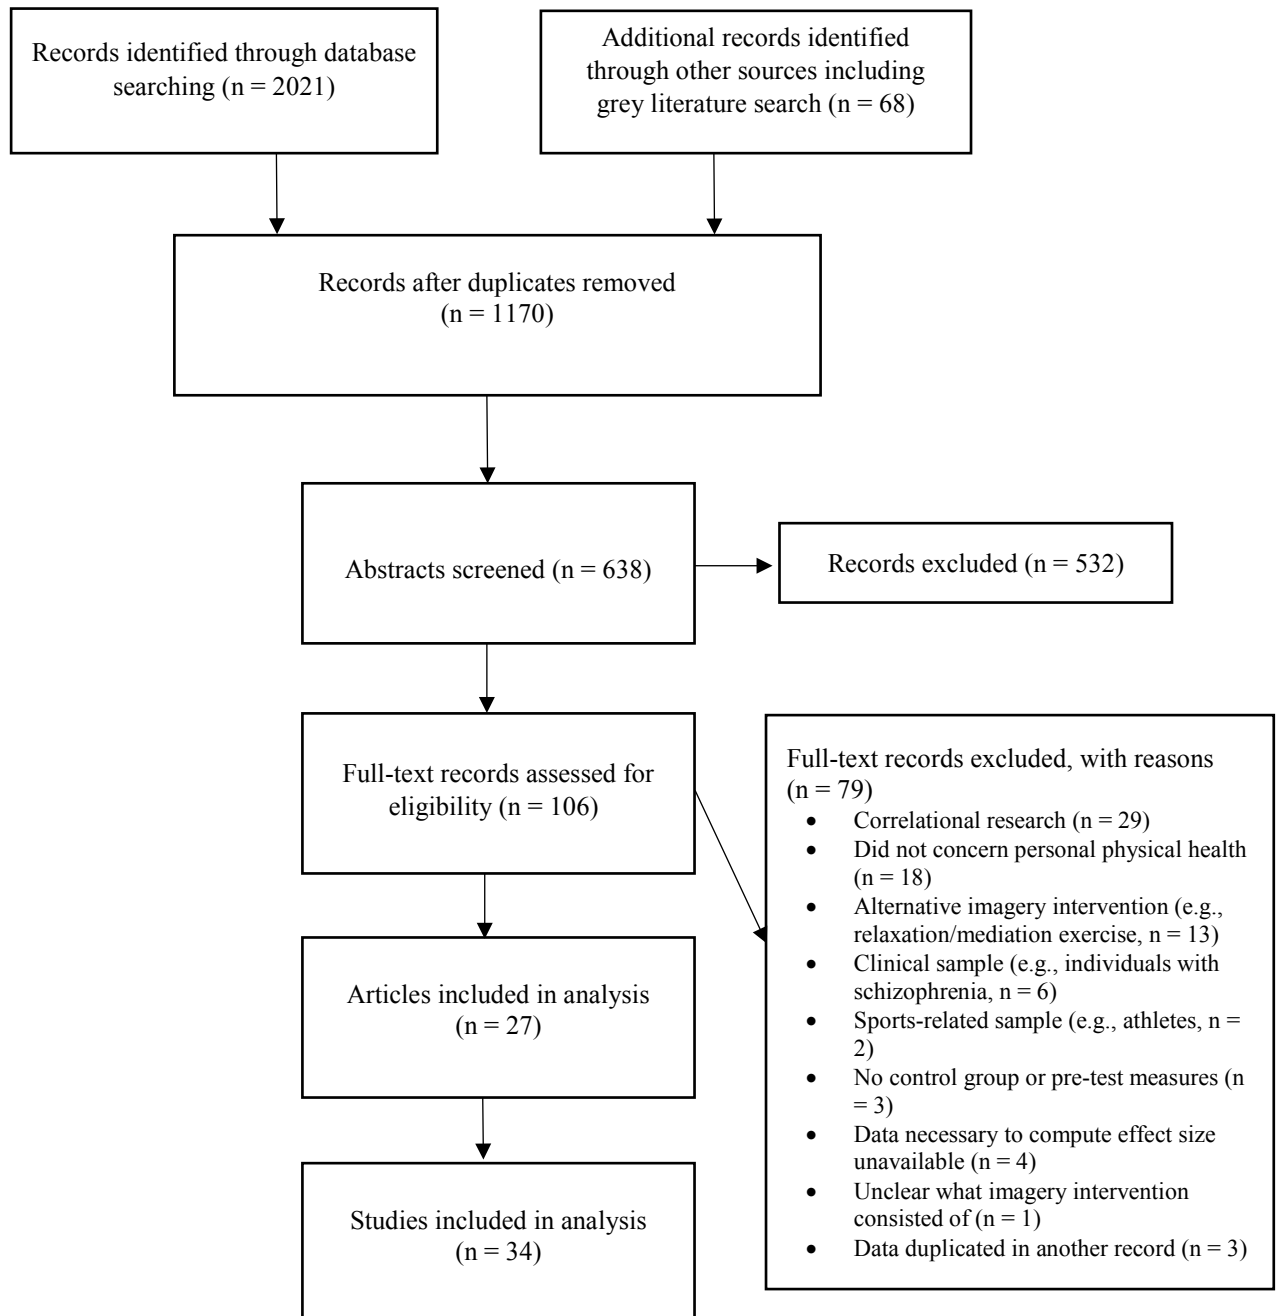 Records identified through database
searching (n = 2021)
Additional records identified
through other sources including
grey literature search (n = 68)
Records after duplicates removed
(n = 1170)
Abstracts screened (n = 638)
Records excluded (n = 532)
Full-text records assessed for
eligibility (n = 106)
Full-text records excluded, with reasons
(n = 79)
• Correlational research (n = 29)
• Did not concern personal physical health
(n = 18)
• Alternative imagery intervention (e.g.,
relaxation/mediation exercise, n = 13)
• Clinical sample (e.g., individuals with
schizophrenia, n = 6)
• Sports-related sample (e.g., athletes, n =
2)
• No control group or pre-test measures (n
= 3)
• Data necessary to compute effect size
unavailable (n = 4)
• Unclear what imagery intervention
consisted of (n = 1)
• Data duplicated in another record (n = 3)
Articles included in analysis
(n = 27)
Studies included in analysis
(n = 34)